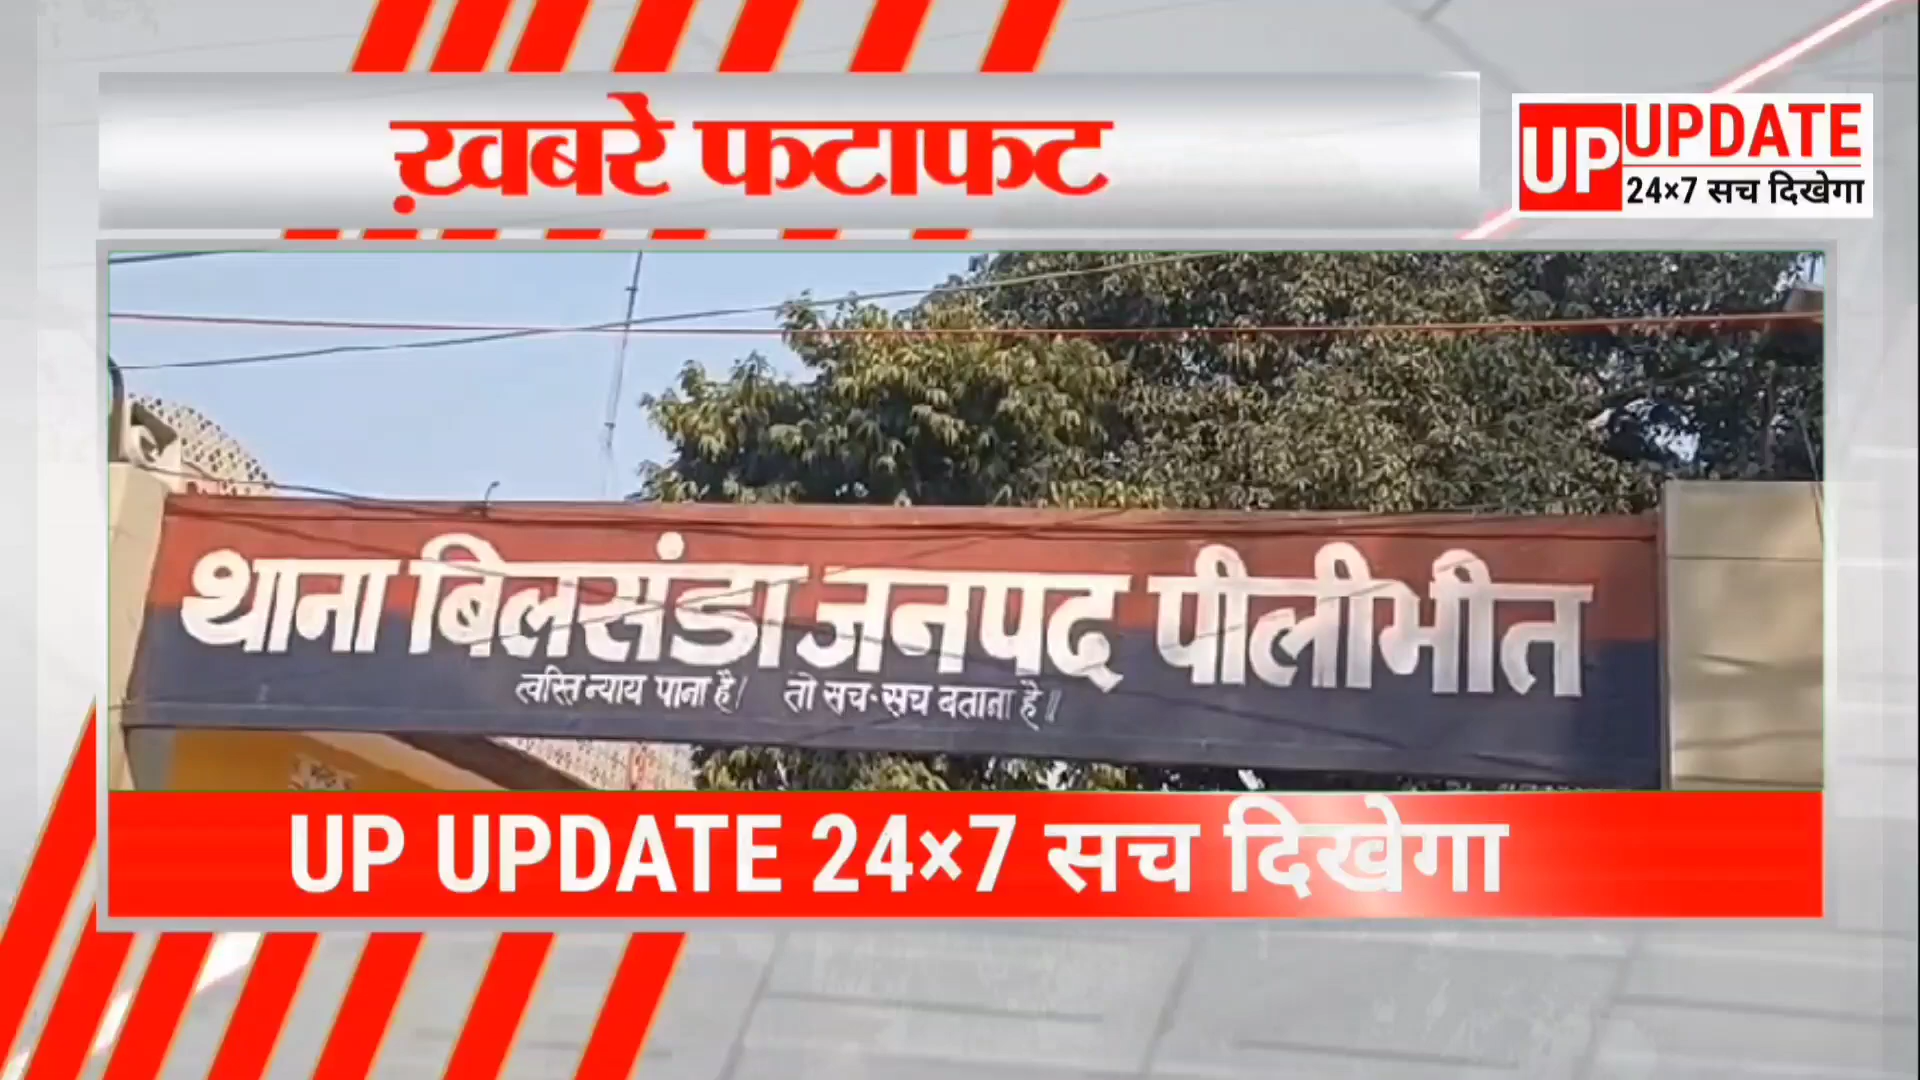 ख़बरे फटाफट
UP UPDATE
24×7 सच दिखेगा
थाना बिलसंडा जनपद पीलीभीत
त्वरित न्याय पाना है। तो सच-सच बताना है॥
UP UPDATE 24×7 सच दिखेगा